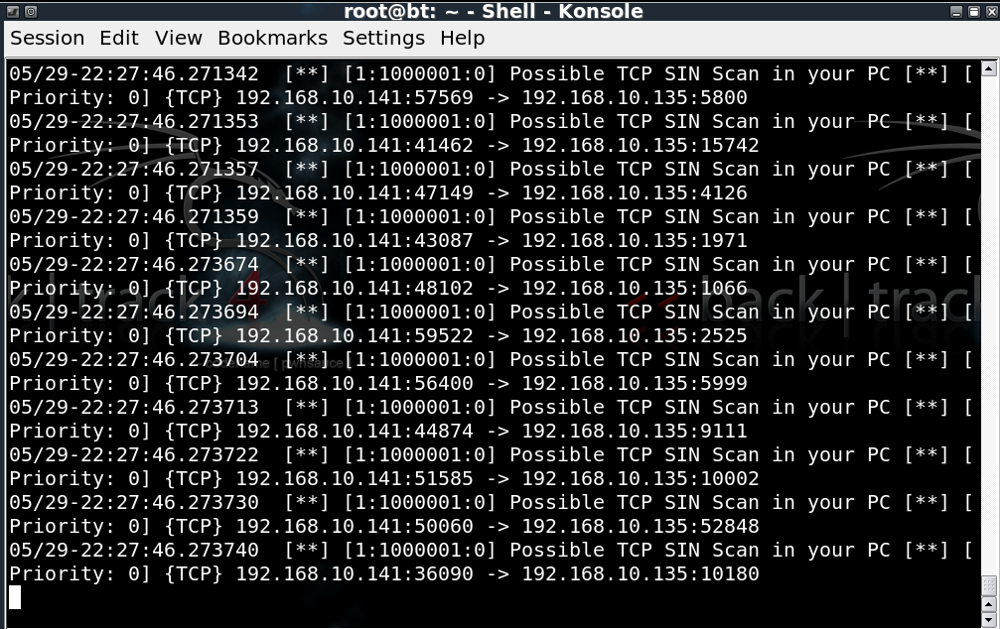 root@bt: ~ - Shell - Konsole
Session Edit View Bookmarks Settings Help
05/29-22:27:46.271342  [**] [1:1000001:0] Possible TCP SIN Scan in your PC [**] [
Priority: 0] {TCP} 192.168.10.141:57569 -> 192.168.10.135:5800
05/29-22:27:46.271353  [**] [1:1000001:0] Possible TCP SIN Scan in your PC [**] [
Priority: 0] {TCP} 192.168.10.141:41462 -> 192.168.10.135:15742
05/29-22:27:46.271357  [**] [1:1000001:0] Possible TCP SIN Scan in your PC [**] [
Priority: 0] {TCP} 192.168.10.141:47149 -> 192.168.10.135:4126
05/29-22:27:46.271359  [**] [1:1000001:0] Possible TCP SIN Scan in your PC [**] [
Priority: 0] {TCP} 192.168.10.141:43087 -> 192.168.10.135:1971
05/29-22:27:46.273674  [**] [1:1000001:0] Possible TCP SIN Scan in your PC [**] [
Priority: 0] {TCP} 192.168.10.141:48102 -> 192.168.10.135:1066
05/29-22:27:46.273694  [**] [1:1000001:0] Possible TCP SIN Scan in your PC [**] [
Priority: 0] {TCP} 192.168.10.141:59522 -> 192.168.10.135:2525
05/29-22:27:46.273704  [**] [1:1000001:0] Possible TCP SIN Scan in your PC [**] [
Priority: 0] {TCP} 192.168.10.141:56400 -> 192.168.10.135:5999
05/29-22:27:46.273713  [**] [1:1000001:0] Possible TCP SIN Scan in your PC [**] [
Priority: 0] {TCP} 192.168.10.141:44874 -> 192.168.10.135:9111
05/29-22:27:46.273722  [**] [1:1000001:0] Possible TCP SIN Scan in your PC [**] [
Priority: 0] {TCP} 192.168.10.141:51585 -> 192.168.10.135:10002
05/29-22:27:46.273730  [**] [1:1000001:0] Possible TCP SIN Scan in your PC [**] [
Priority: 0] {TCP} 192.168.10.141:50060 -> 192.168.10.135:52848
05/29-22:27:46.273740  [**] [1:1000001:0] Possible TCP SIN Scan in your PC [**] [
Priority: 0] {TCP} 192.168.10.141:36090 -> 192.168.10.135:10180
k | track 4
<< back | track